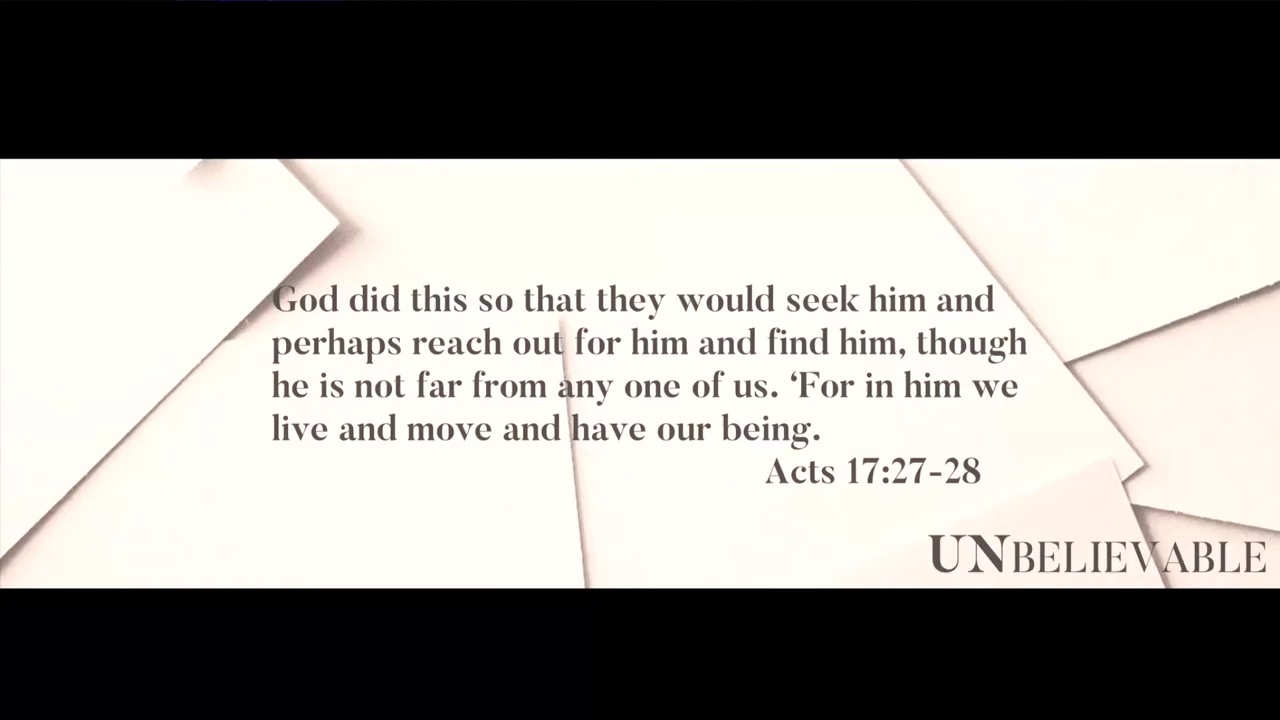 God did this so that they would seek him and
perhaps reach out for him and find him, though
he is not far from any one of us. ‘For in him we
live and move and have our being.
Acts 17:27-28
UNBELIEVABLE